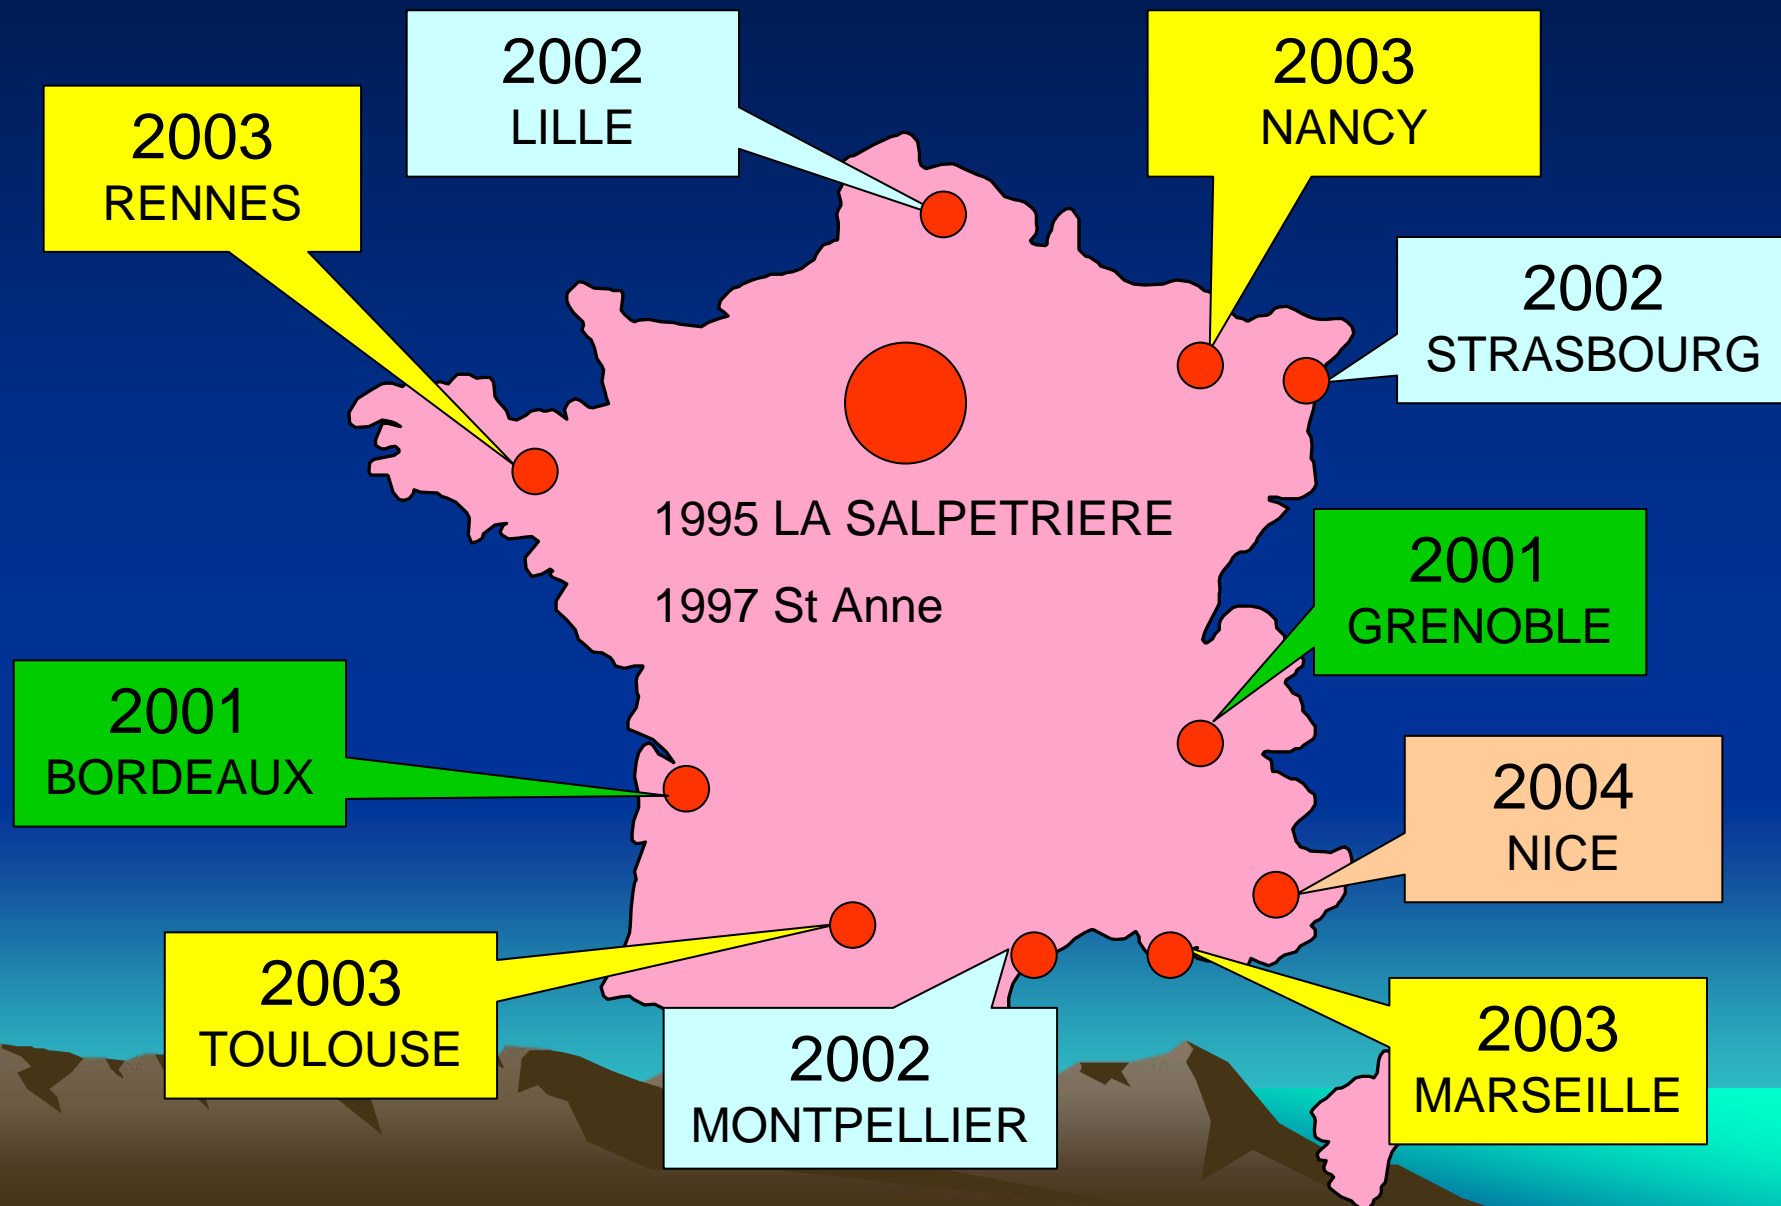 2002
LILLE
2003
NANCY
2003
RENNES
2002
STRASBOURG
1995 LA SALPETRIERE
1997 St Anne
2001
GRENOBLE
2001
BORDEAUX
2004
NICE
2003
TOULOUSE
2002
MONTPELLIER
2003
MARSEILLE